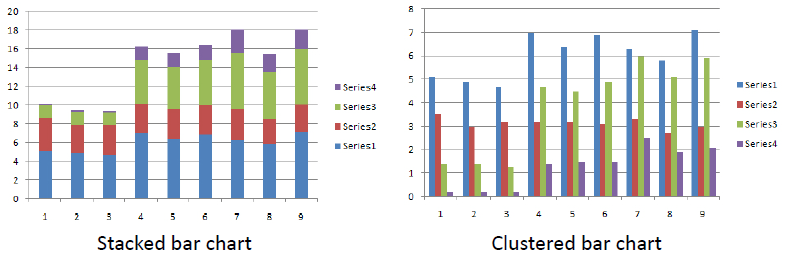 20
18
16
14
12
10
8
6
4
2
0
1 2 3 4 5 6 7 8 9
Series4
Series3
Series2
Series1
Stacked bar chart
8
7
6
5
4
3
2
1
0
1 2 3 4 5 6 7 8 9
Series1
Series2
Series3
Series4
Clustered bar chart